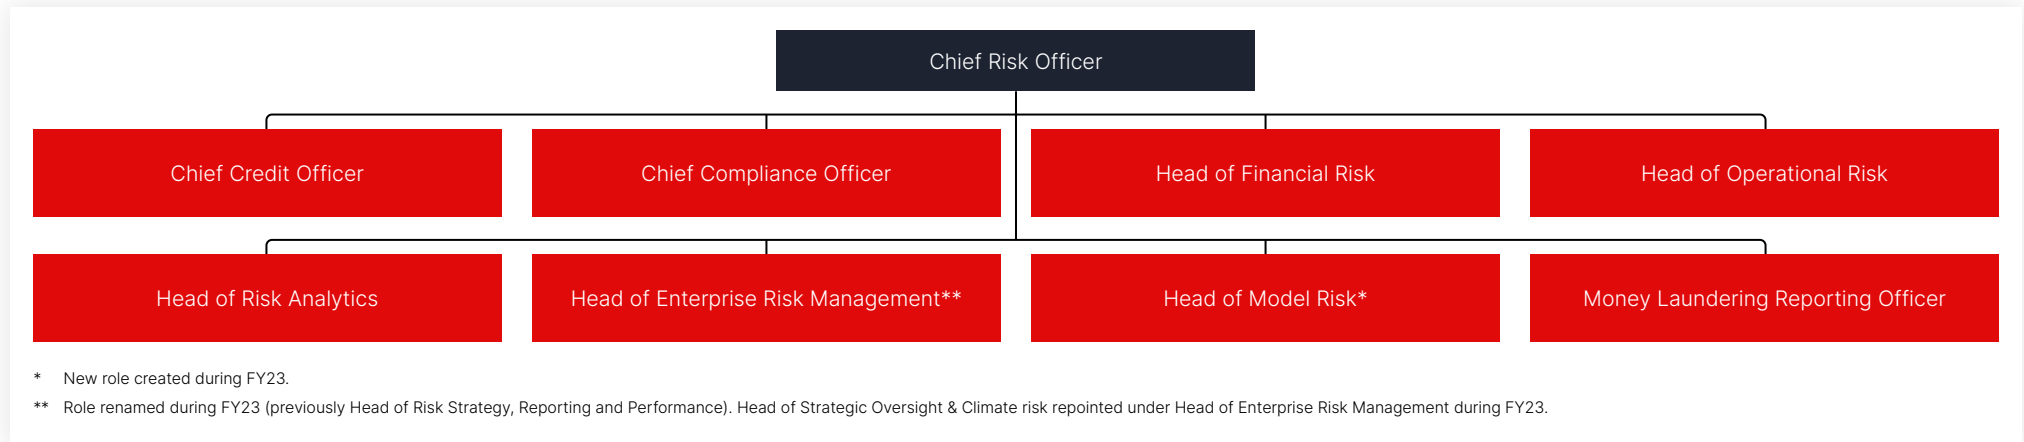 Chief Risk Officer
Chief Credit Officer
Chief Compliance Officer
Head of Financial Risk
Head of Operational Risk
Head of Risk Analytics
Head of Enterprise Risk Management**
Head of Model Risk*
Money Laundering Reporting Officer
* New role created during FY23.
** Role renamed during FY23 (previously Head of Risk Strategy, Reporting and Performance). Head of Strategic Oversight & Climate risk repointed under Head of Enterprise Risk Management during FY23.